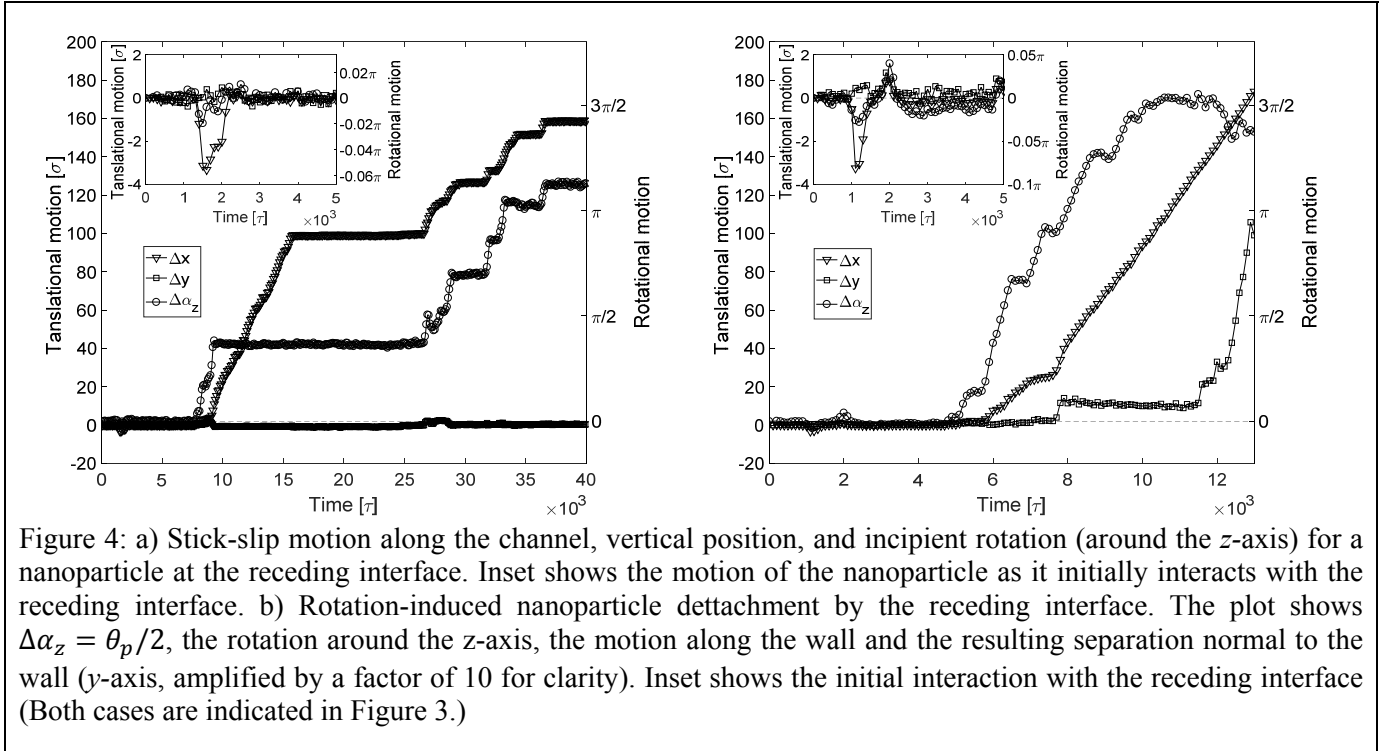 200
180
160
140
120
100
80
60
40
20
0
-20
Tanslational motion [σ]
0
5
10
15
20
25
30
35
40
Time [τ]
×10³
3π/2
π
π/2
0
Rotational motion
2
0
-2
-4
Tanslational motion [σ]
0
1
2
3
4
5
Time [τ]
×10³
0.02π
0
-0.02π
-0.04π
-0.06π
Rotational motion
Δx
Δy
Δα_z
200
180
160
140
120
100
80
60
40
20
0
-20
Tanslational motion [σ]
0
2
4
6
8
10
12
Time [τ]
×10³
3π/2
π
π/2
0
Rotational motion
2
0
-2
-4
Tanslational motion [σ]
0
1
2
3
4
5
Time [τ]
×10³
0.05π
0
-0.05π
-0.1π
Rotational motion
Δx
Δy
Δα_z
Figure 4: a) Stick-slip motion along the channel, vertical position, and incipient rotation (around the z-axis) for a
nanoparticle at the receding interface. Inset shows the motion of the nanoparticle as it initially interacts with the
receding interface. b) Rotation-induced nanoparticle dettachment by the receding interface. The plot shows
Δα_z = θ_p/2, the rotation around the z-axis, the motion along the wall and the resulting separation normal to the
wall (y-axis, amplified by a factor of 10 for clarity). Inset shows the initial interaction with the receding interface
(Both cases are indicated in Figure 3.)